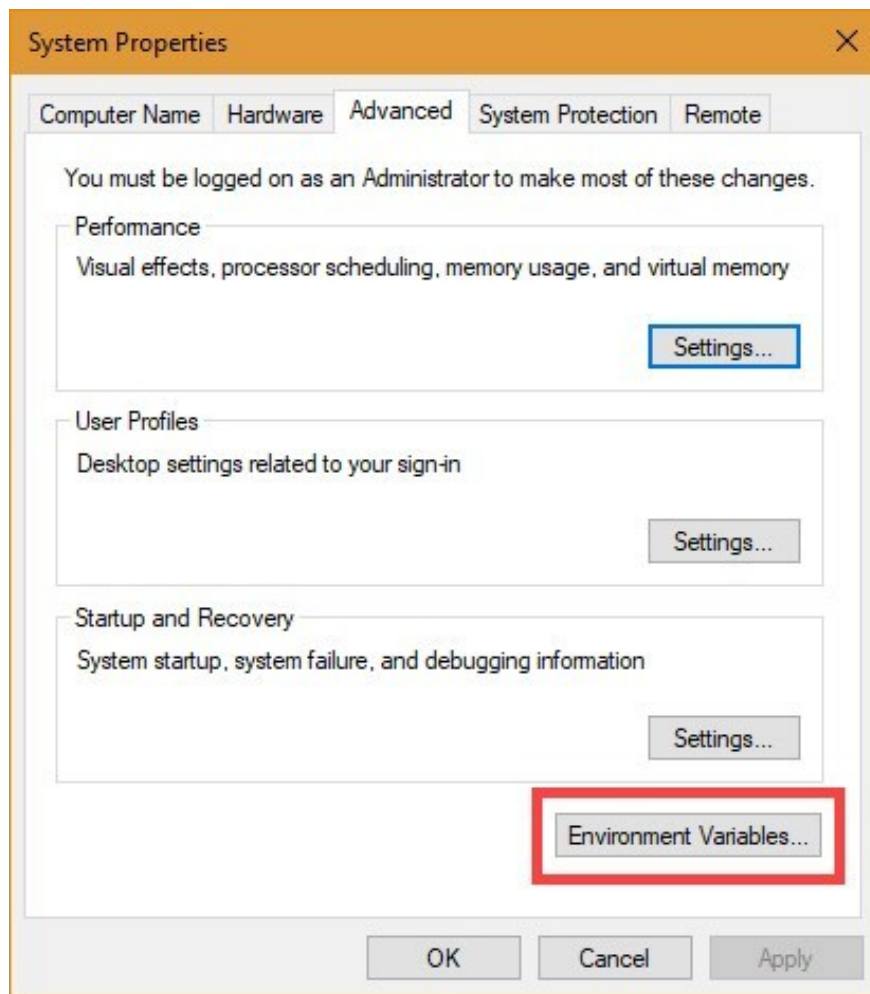 System Properties
Computer Name
Hardware
Advanced
System Protection
Remote
You must be logged on as an Administrator to make most of these changes.
Performance
Visual effects, processor scheduling, memory usage, and virtual memory
Settings...
User Profiles
Desktop settings related to your sign-in
Settings...
Startup and Recovery
System startup, system failure, and debugging information
Settings...
Environment Variables...
OK
Cancel
Apply